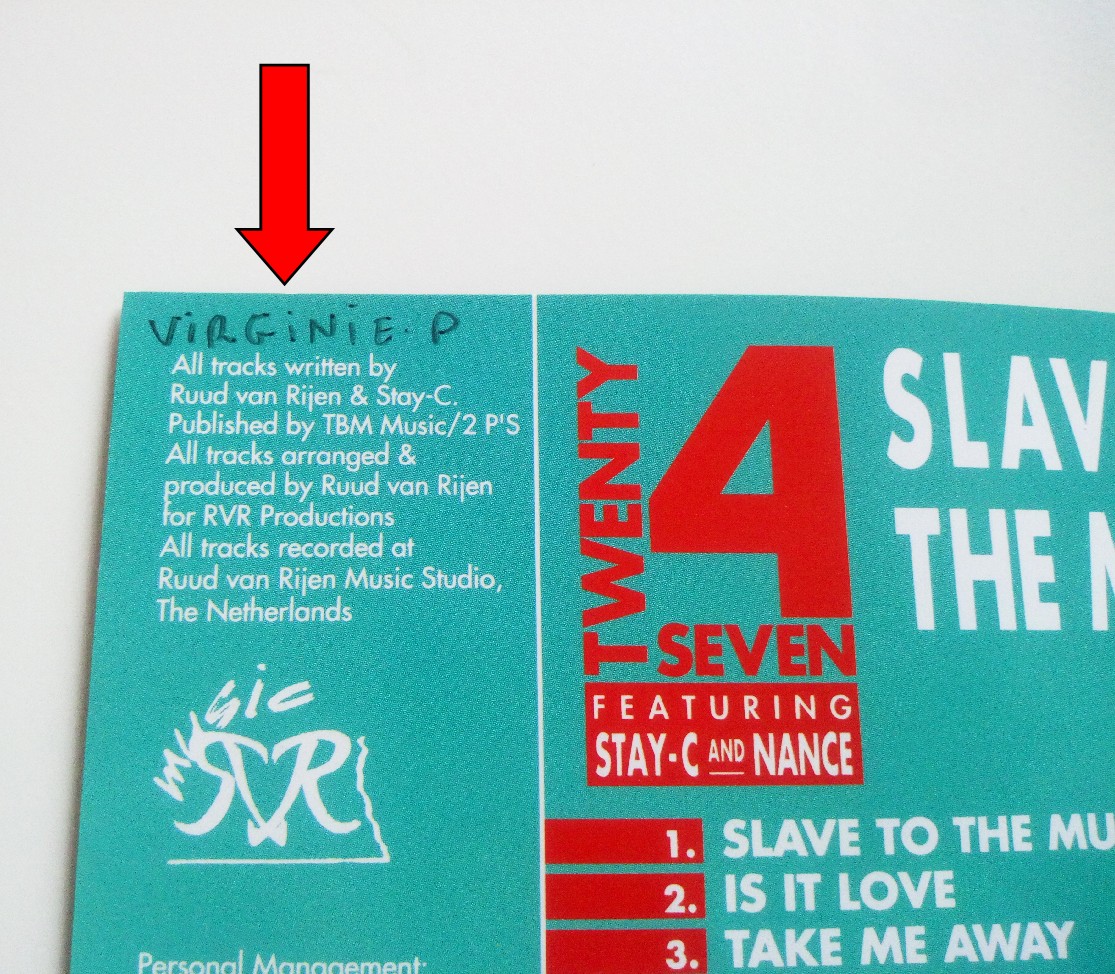 ViRGiNiE. P
All tracks written by
Ruud van Rijen & Stay-C.
Published by TBM Music/2 P'S
All tracks arranged &
produced by Ruud van Rijen
for RVR Productions
All tracks recorded at
Ruud van Rijen Music Studio,
The Netherlands
MUSIC
RVR
Personal Management:
TWENTY
4
SEVEN
FEATURING
STAY-C AND NANCE
SLAV
THE
1. SLAVE TO THE MU
2. IS IT LOVE
3. TAKE ME AWAY